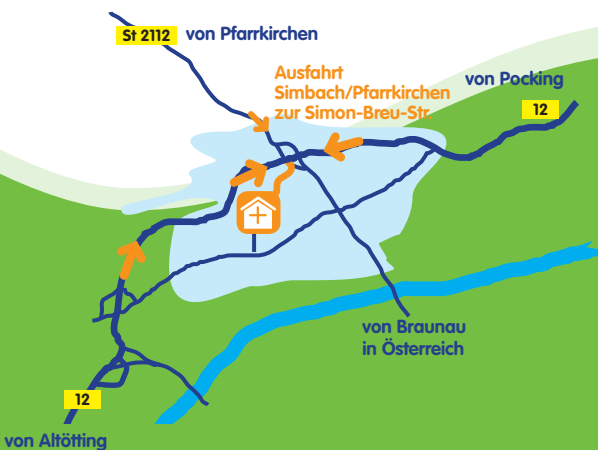 St 2112 von Pfarrkirchen
Ausfahrt
Simbach/Pfarrkirchen
zur Simon-Breu-Str.
von Pocking
12
von Braunau
in Österreich
12
von Altötting